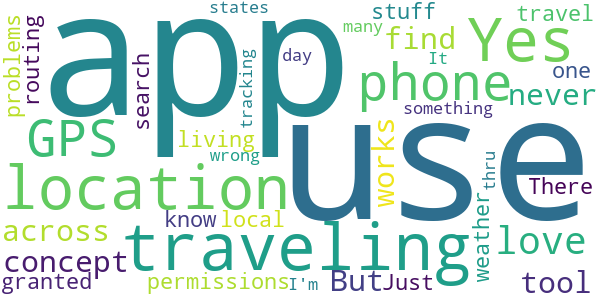 states
app
stuff
travel
many
Yes
problems
routing
find
It
day
search
tracking
phone
one
never
something
GPS
living
use
wrong
works
location
thru
There
know
local
weather
across
traveling
love
concept
permissions
But
Just
tool
granted
I'm